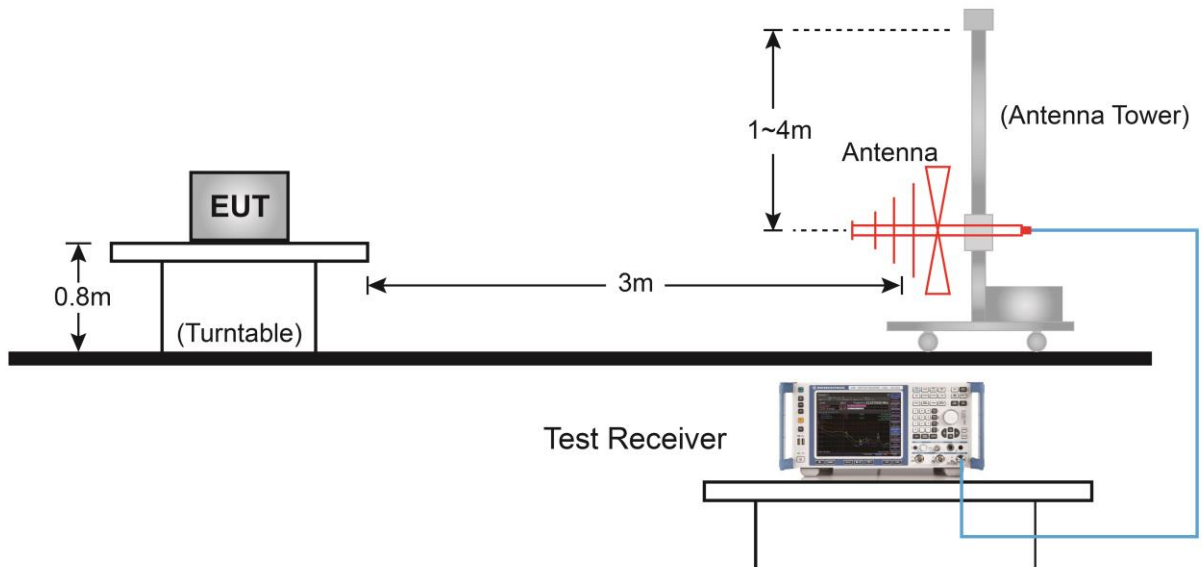 (Antenna Tower)
1~4m
Antenna
EUT
0.8m
3m
(Turntable)
Test Receiver